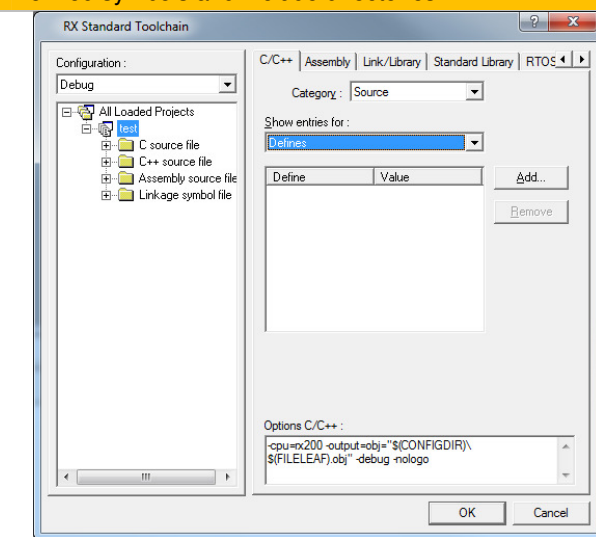 RX Standard Toolchain
Configuration :
Debug
All Loaded Projects
test
C source file
C++ source file
Assembly source file
Linkage symbol file
C/C++ Assembly Link/Library Standard Library RTOS
Category : Source
Show entries for :
Defines
Define Value
Add...
Remove
Options C/C++ :
-cpu=rx200 -output=obj="$(CONFIGDIR)\
$(FILELEAF).obj" -debug -nologo
OK Cancel